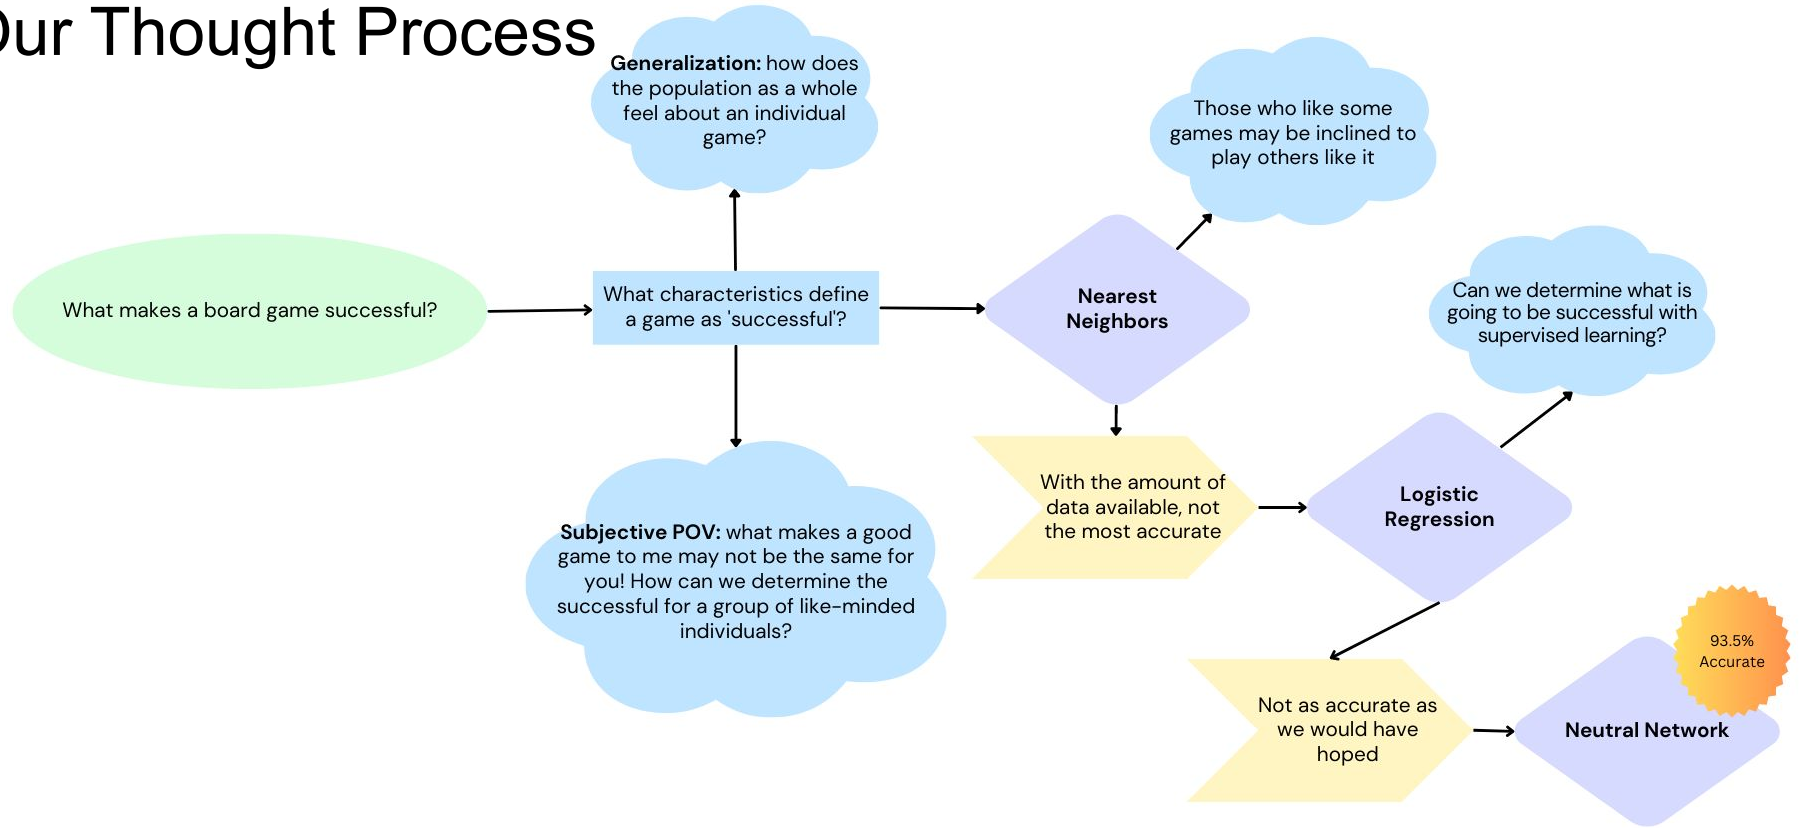 Our Thought Process
Generalization: how does
the population as a whole
feel about an individual
game?
Those who like some
games may be inclined to
play others like it
What makes a board game successful?
What characteristics define
a game as 'successful'?
Nearest
Neighbors
Can we determine what is
going to be successful with
supervised learning?
With the amount of
data available, not
the most accurate
Logistic
Regression
Subjective POV: what makes a good
game to me may not be the same for
you! How can we determine the
successful for a group of like-minded
individuals?
Not as accurate as
we would have
hoped
93.5%
Accurate
Neutral Network